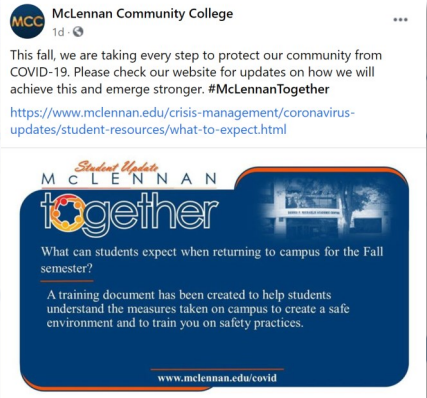 MCC
McLennan Community College
1d ·
This fall, we are taking every step to protect our community from
COVID-19. Please check our website for updates on how we will
achieve this and emerge stronger. #McLennanTogether
https://www.mclennan.edu/crisis-management/coronavirus-
updates/student-resources/what-to-expect.html
Student Update
MCLENNAN
together
What can students expect when returning to campus for the Fall
semester?
A training document has been created to help students
understand the measures taken on campus to create a safe
environment and to train you on safety practices.
www.mclennan.edu/covid